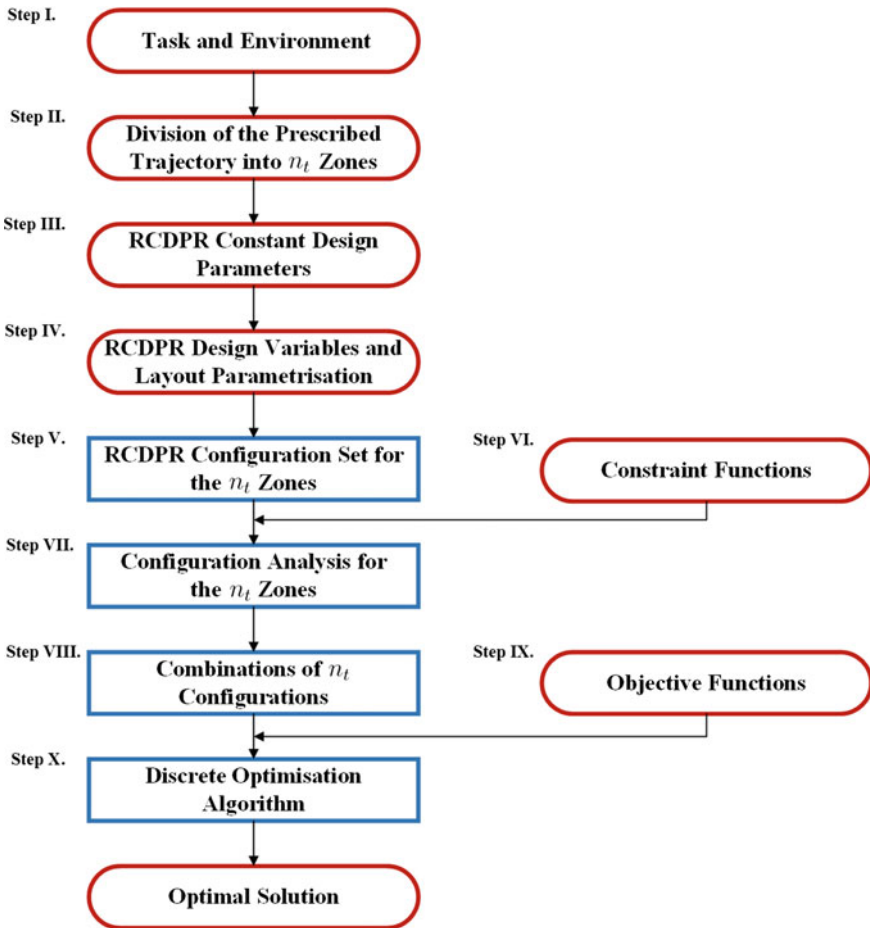 Step I.
Task and Environment
Step II.
Division of the Prescribed
Trajectory into n_t Zones
Step III.
RCDPR Constant Design
Parameters
Step IV.
RCDPR Design Variables and
Layout Parametrisation
Step V.
RCDPR Configuration Set for
the n_t Zones
Step VI.
Constraint Functions
Step VII.
Configuration Analysis for
the n_t Zones
Step VIII.
Combinations of n_t
Configurations
Step IX.
Objective Functions
Step X.
Discrete Optimisation
Algorithm
Optimal Solution